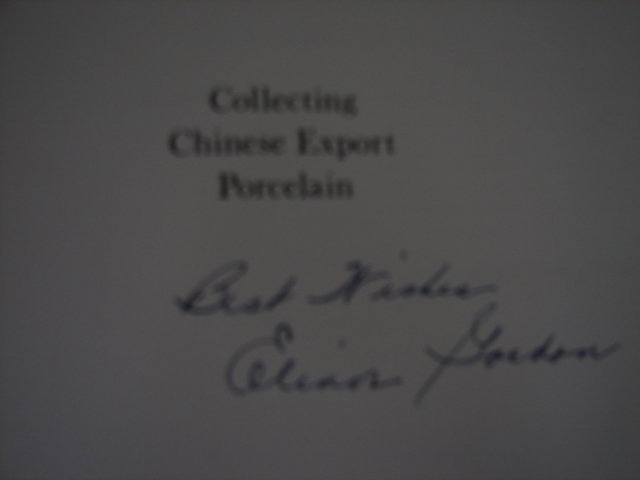 Collecting
Chinese Export
Porcelain
Best Wishes
Elinor Gordon